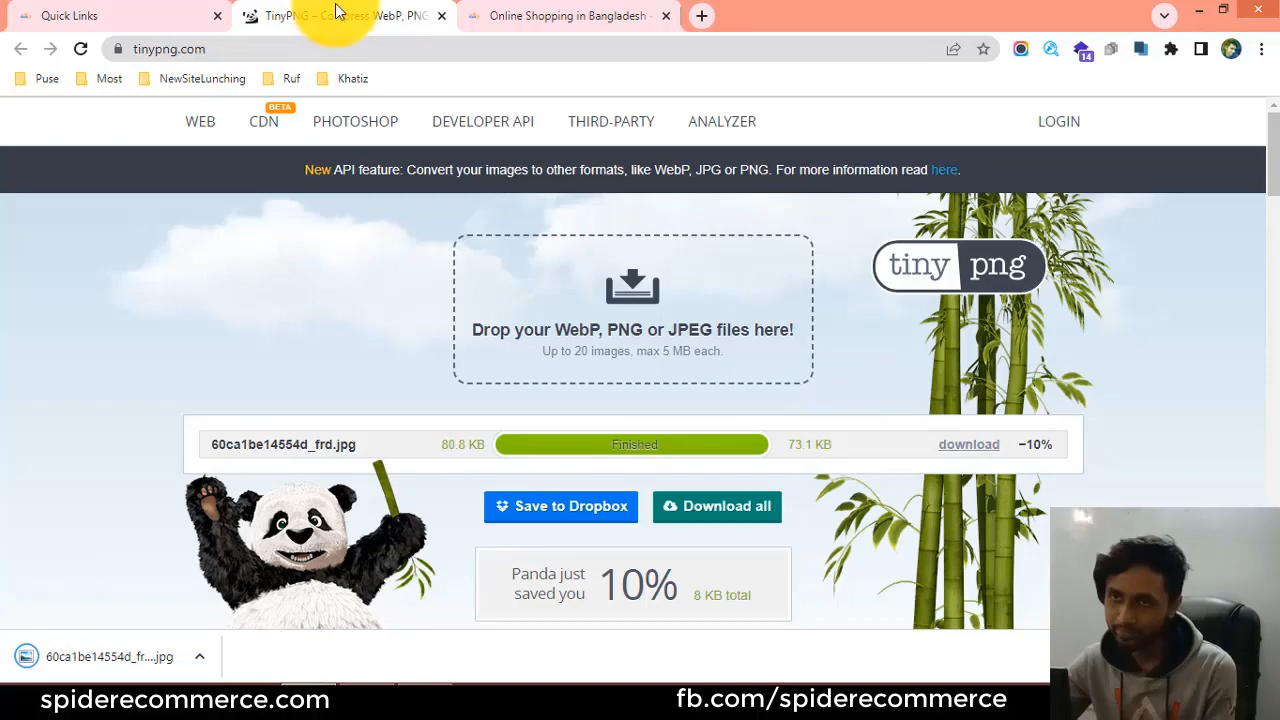 Quick Links
TinyPNG – Compress WebP, PNG
Online Shopping in Bangladesh -
tinypng.com
14
Puse
Most
NewSiteLunching
Ruf
Khatiz
WEB
CDN
BETA
PHOTOSHOP
DEVELOPER API
THIRD-PARTY
ANALYZER
LOGIN
New API feature: Convert your images to other formats, like WebP, JPG or PNG. For more information read here.
tiny png
Drop your WebP, PNG or JPEG files here!
Up to 20 images, max 5 MB each.
60ca1be14554d_frd.jpg
80.8 KB
Finished
73.1 KB
download
−10%
Save to Dropbox
Download all
Panda just
saved you
10%
8 KB total
60ca1be14554d_fr....jpg
spiderecommerce.com
fb.com/spiderecommerce